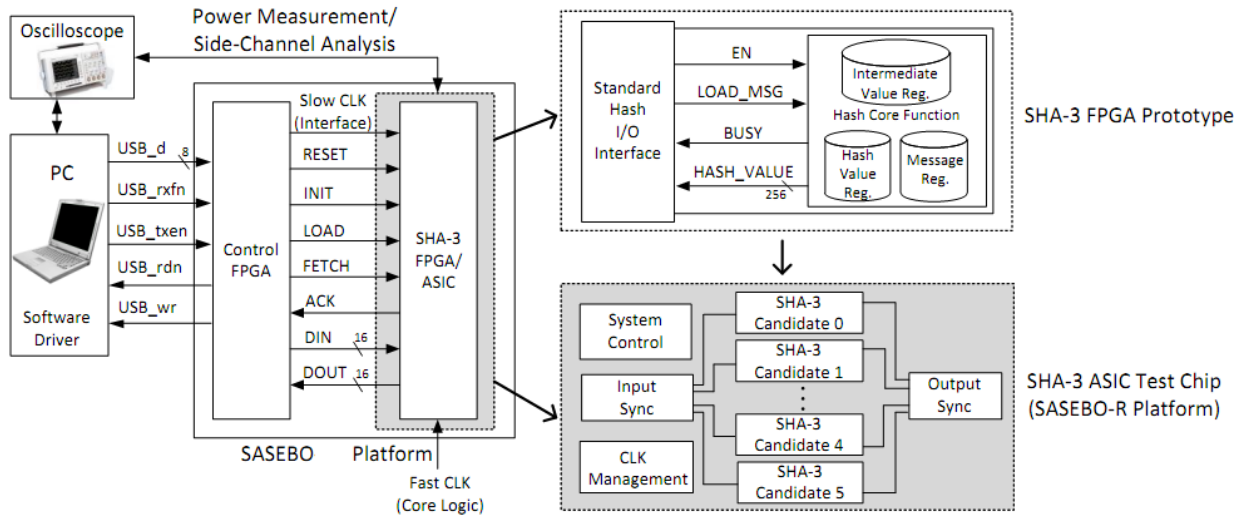 Oscilloscope
Power Measurement/
Side-Channel Analysis
PC
Software
Driver
USB_d
8
USB_rxfn
USB_txen
USB_rdn
USB_wr
Control
FPGA
Slow CLK
(Interface)
RESET
INIT
LOAD
FETCH
ACK
DIN
16
DOUT
16
SHA-3
FPGA/
ASIC
SASEBO Platform
Fast CLK
(Core Logic)
Standard
Hash
I/O
Interface
EN
LOAD_MSG
BUSY
HASH_VALUE
256
Intermediate
Value Reg.
Hash Core Function
Hash
Value
Reg.
Message
Reg.
SHA-3 FPGA Prototype
System
Control
Input
Sync
CLK
Management
SHA-3
Candidate 0
SHA-3
Candidate 1
SHA-3
Candidate 4
SHA-3
Candidate 5
Output
Sync
SHA-3 ASIC Test Chip
(SASEBO-R Platform)